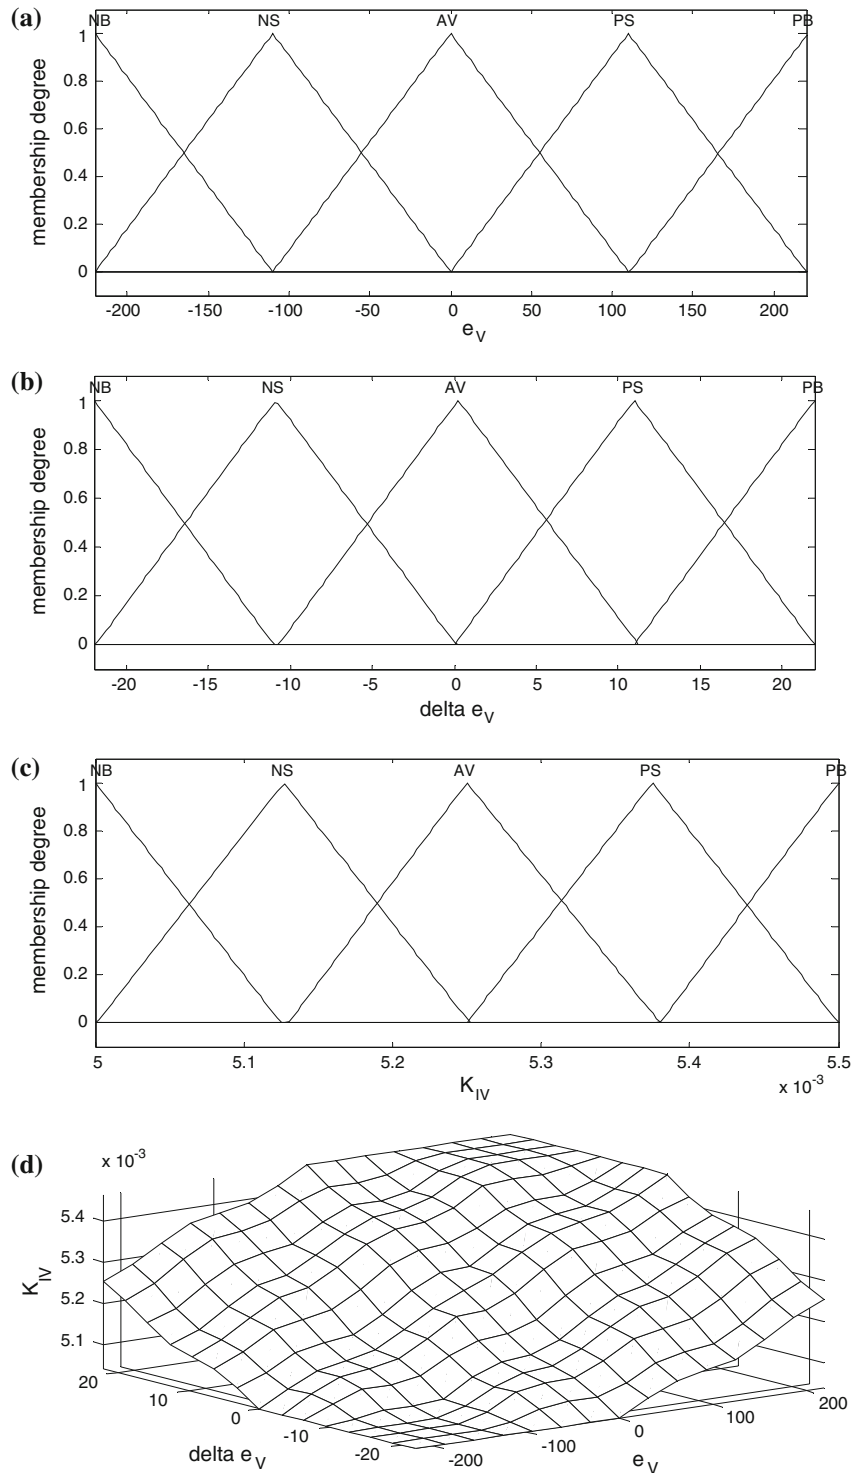 (a)
NB NS AV PS PB
1
0.8
0.6
0.4
0.2
0
membership degree
-200 -150 -100 -50 0 50 100 150 200
e_V
(b)
NB NS AV PS PB
1
0.8
0.6
0.4
0.2
0
membership degree
-20 -15 -10 -5 0 5 10 15 20
delta e_V
(c)
NB NS AV PS PB
1
0.8
0.6
0.4
0.2
0
membership degree
5 5.1 5.2 5.3 5.4 5.5
K_IV
x 10^-3
(d)
x 10^-3
5.4
5.3
5.2
5.1
K_IV
20 10 0 -10 -20
delta e_V
-200 -100 0 100 200
e_V